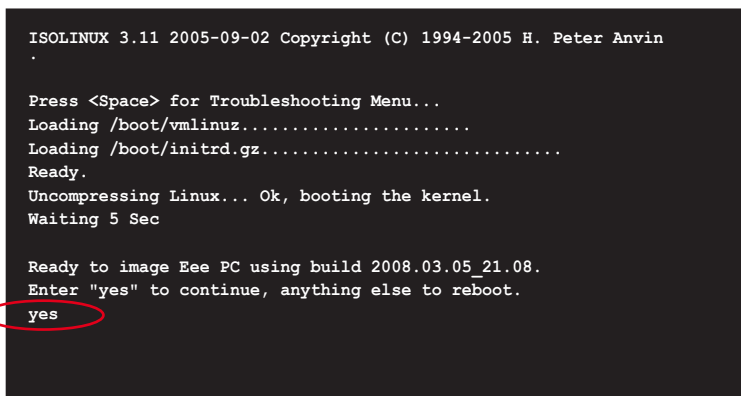 ISOLINUX 3.11 2005-09-02 Copyright (C) 1994-2005 H. Peter Anvin
.
Press <Space> for Troubleshooting Menu...
Loading /boot/vmlinuz.......................
Loading /boot/initrd.gz..............................
Ready.
Uncompressing Linux... Ok, booting the kernel.
Waiting 5 Sec
Ready to image Eee PC using build 2008.03.05_21.08.
Enter "yes" to continue, anything else to reboot.
yes